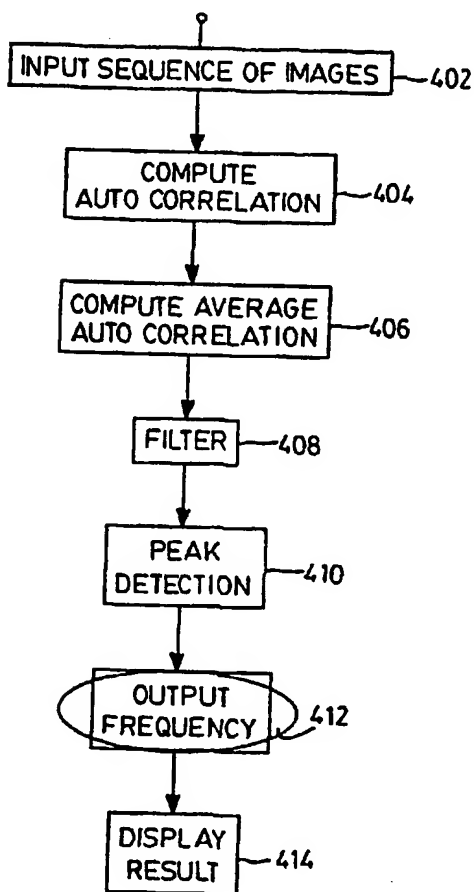 INPUT SEQUENCE OF IMAGES
402
COMPUTE
AUTO CORRELATION
404
COMPUTE AVERAGE
AUTO CORRELATION
406
FILTER
408
PEAK
DETECTION
410
OUTPUT
FREQUENCY
412
DISPLAY
RESULT
414